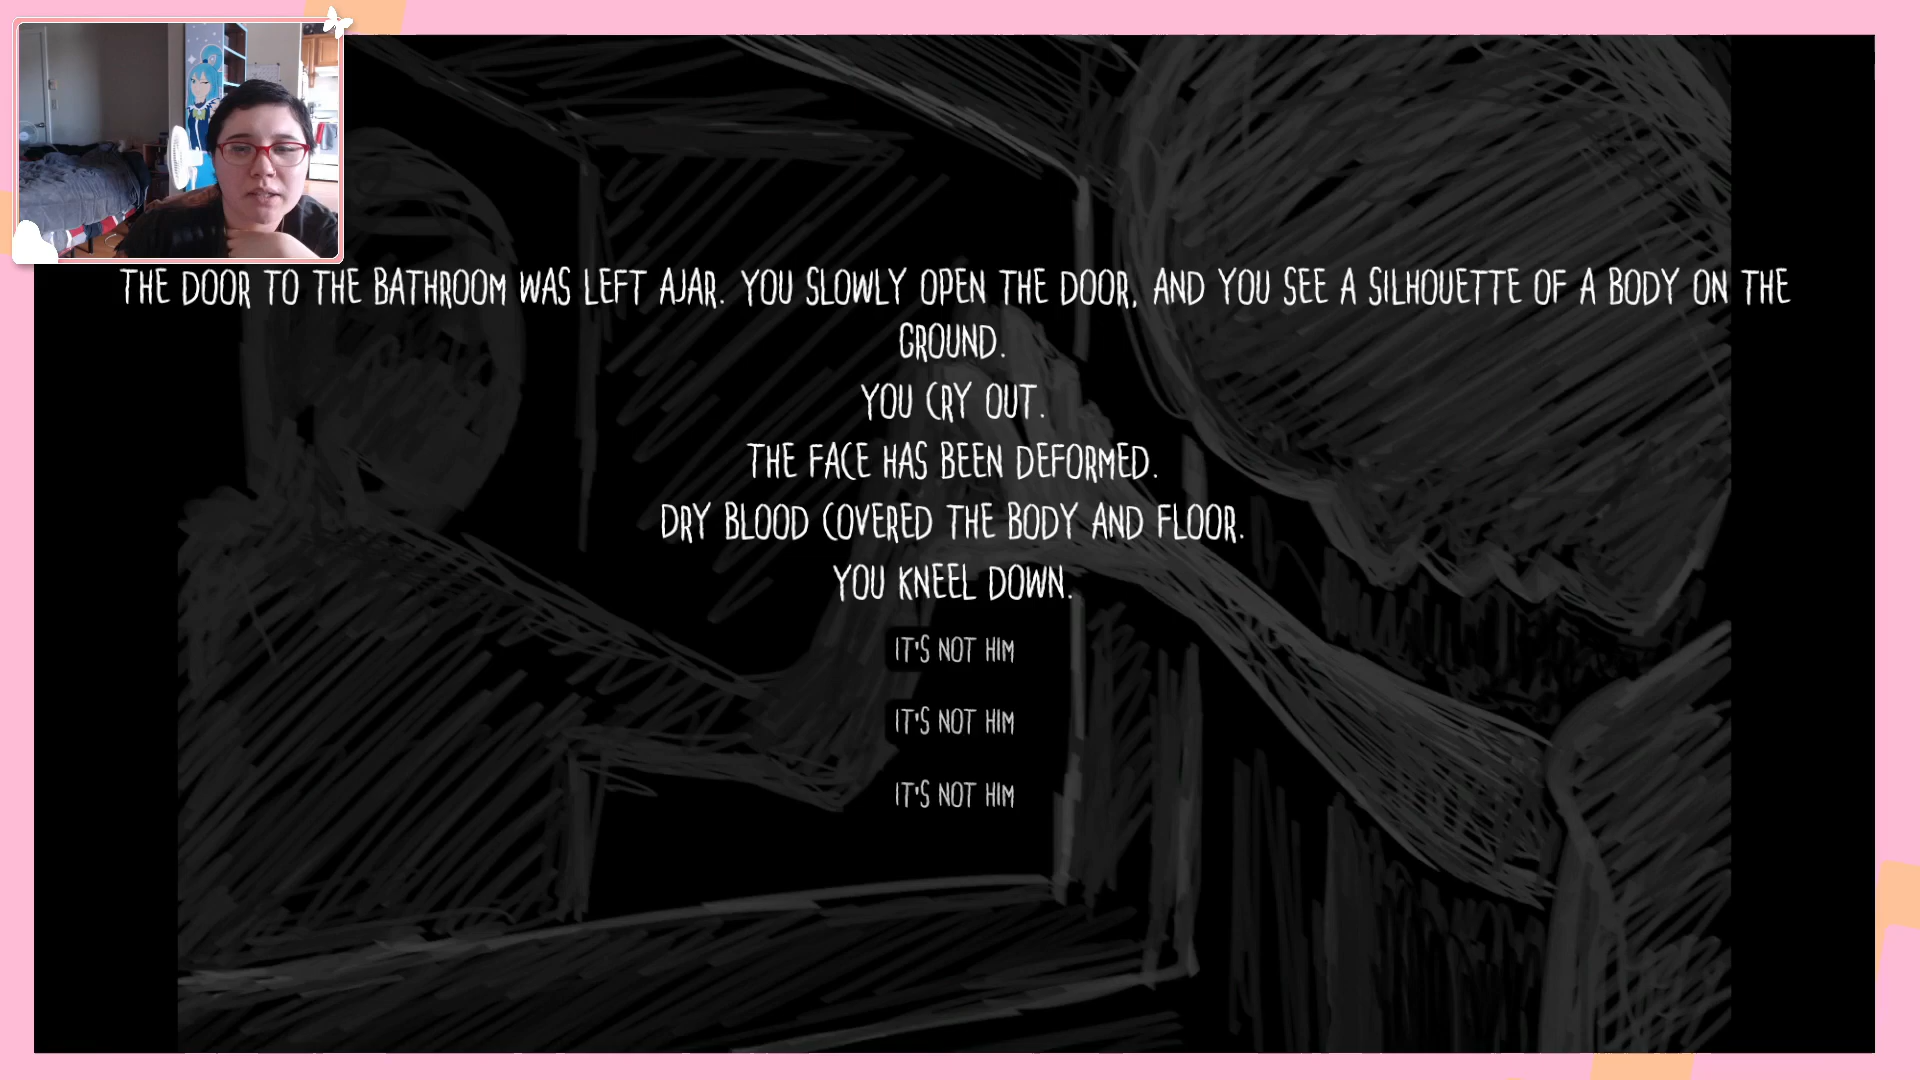 THE DOOR TO THE BATHROOM WAS LEFT AJAR. YOU SLOWLY OPEN THE DOOR, AND YOU SEE A SILHOUETTE OF A BODY ON THE
GROUND.
YOU CRY OUT.
THE FACE HAS BEEN DEFORMED.
DRY BLOOD COVERED THE BODY AND FLOOR.
YOU KNEEL DOWN.
IT'S NOT HIM
IT'S NOT HIM
IT'S NOT HIM